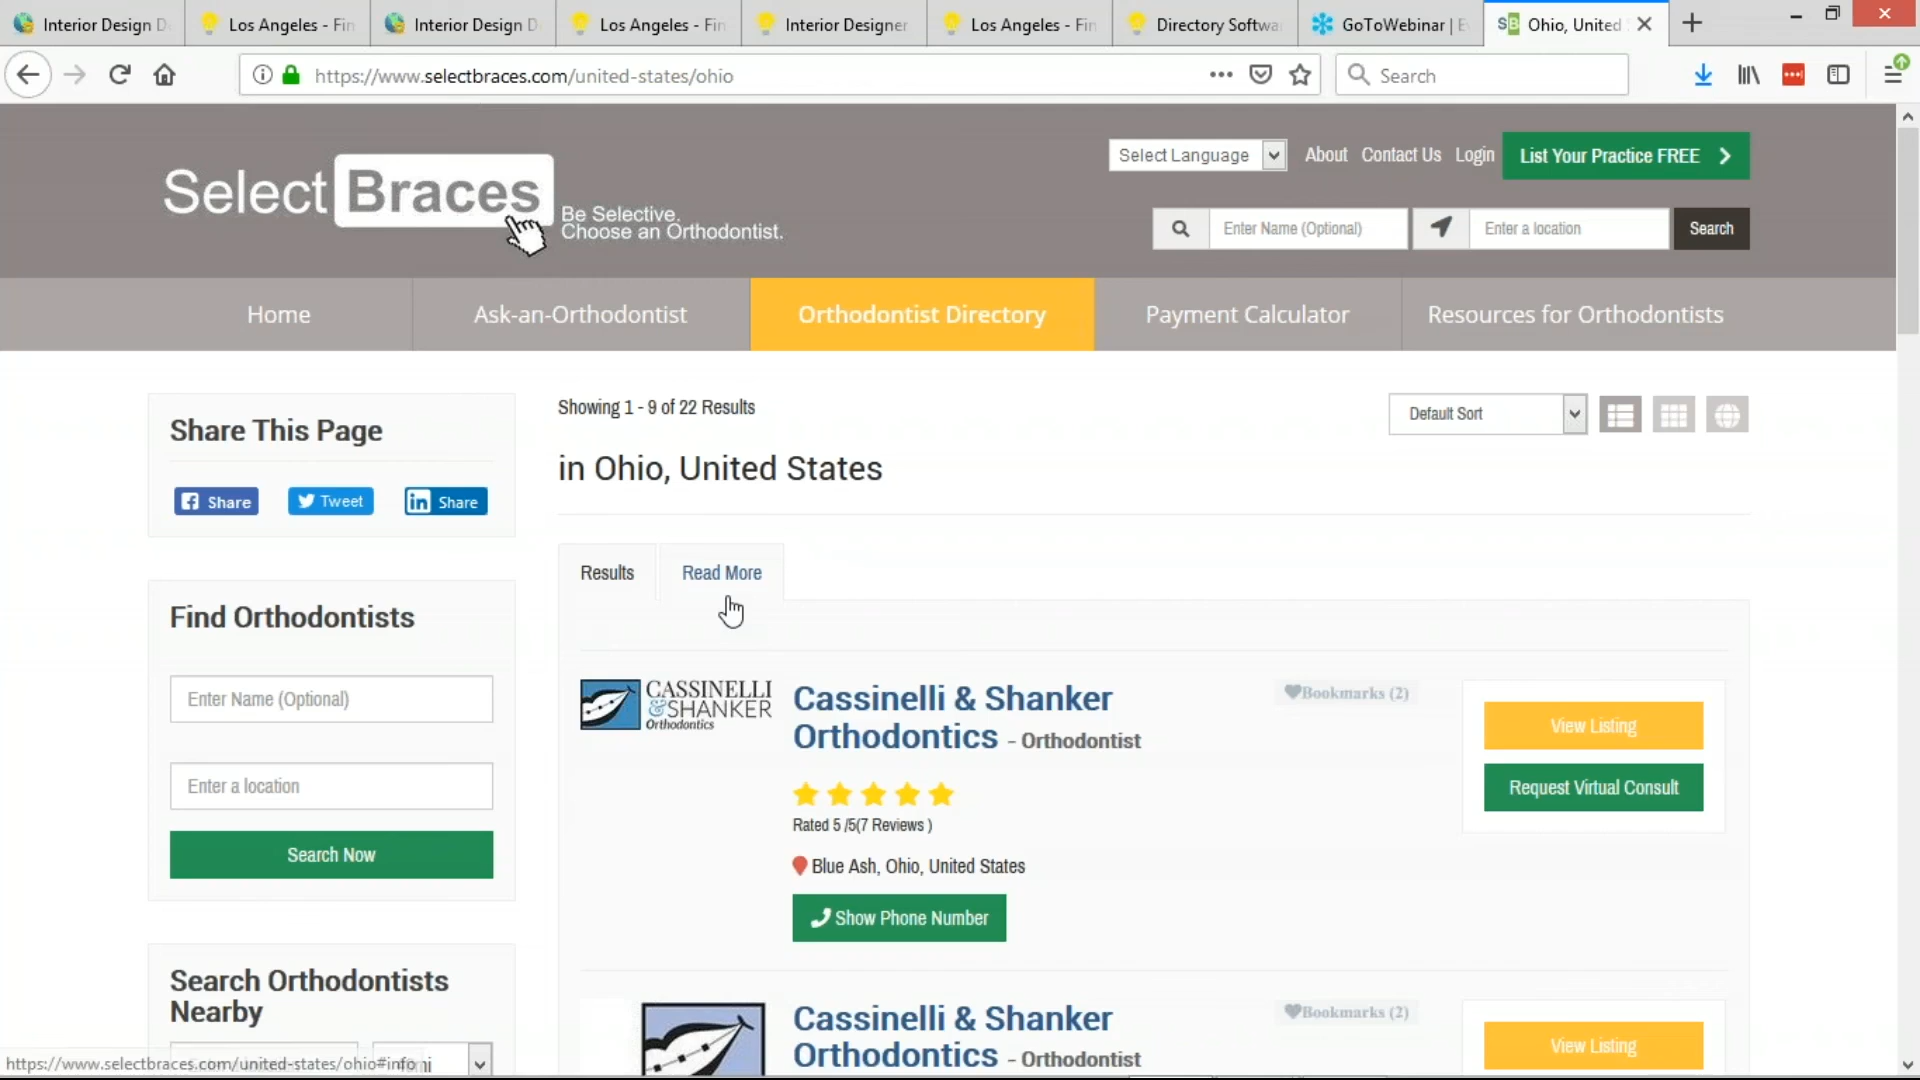 Interior Design D
Los Angeles - Fin
Interior Design D
Los Angeles - Fin
Interior Designer
Los Angeles - Fin
Directory Softwa
GoToWebinar | E
SB Ohio, United
https://www.selectbraces.com/united-states/ohio
Search
Select Braces
Be Selective.
Choose an Orthodontist.
Select Language
About
Contact Us
Login
List Your Practice FREE
Enter Name (Optional)
Enter a location
Search
Home
Ask-an-Orthodontist
Orthodontist Directory
Payment Calculator
Resources for Orthodontists
Share This Page
Share
Tweet
in Share
Showing 1 - 9 of 22 Results
Default Sort
in Ohio, United States
Results
Read More
Find Orthodontists
Enter Name (Optional)
Enter a location
Search Now
CASSINELLI
& SHANKER
Orthodontics
Cassinelli & Shanker
Orthodontics - Orthodontist
Bookmarks (2)
View Listing
Request Virtual Consult
Rated 5 /5(7 Reviews )
Blue Ash, Ohio, United States
Show Phone Number
Search Orthodontists
Nearby
Cassinelli & Shanker
Orthodontics - Orthodontist
Bookmarks (2)
View Listing
https://www.selectbraces.com/united-states/ohio#info